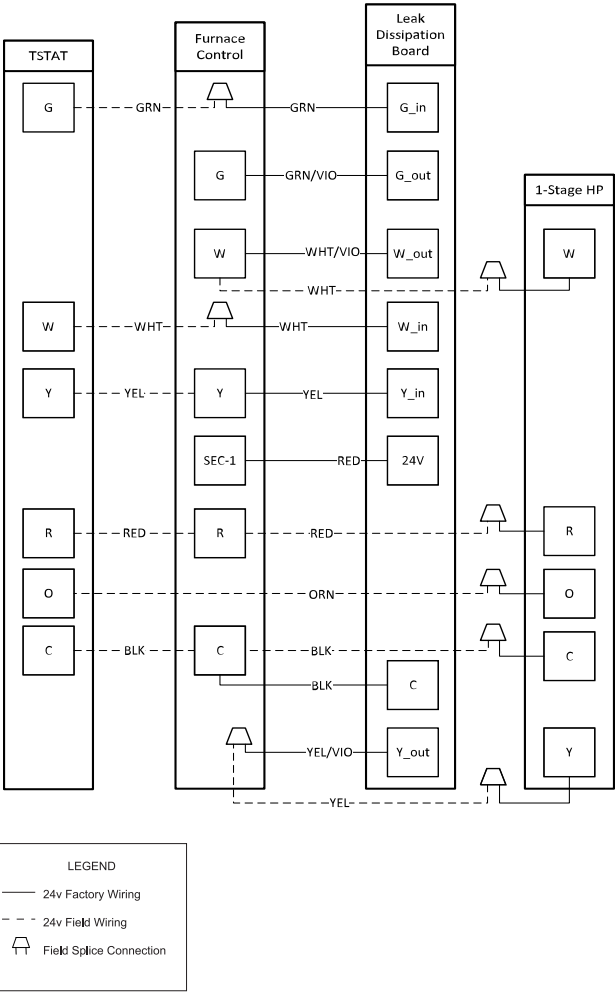 TSTAT
Furnace
Control
Leak
Dissipation
Board
1-Stage HP
G
GRN
GRN
G_in
G
GRN/VIO
G_out
W
WHT/VIO
W_out
W
WHT
W
WHT
WHT
W_in
Y
YEL
Y
YEL
Y_in
SEC-1
RED
24V
R
RED
R
RED
R
O
ORN
O
C
BLK
C
BLK
C
BLK
C
YEL/VIO
Y_out
Y
YEL
LEGEND
24v Factory Wiring
24v Field Wiring
Field Splice Connection